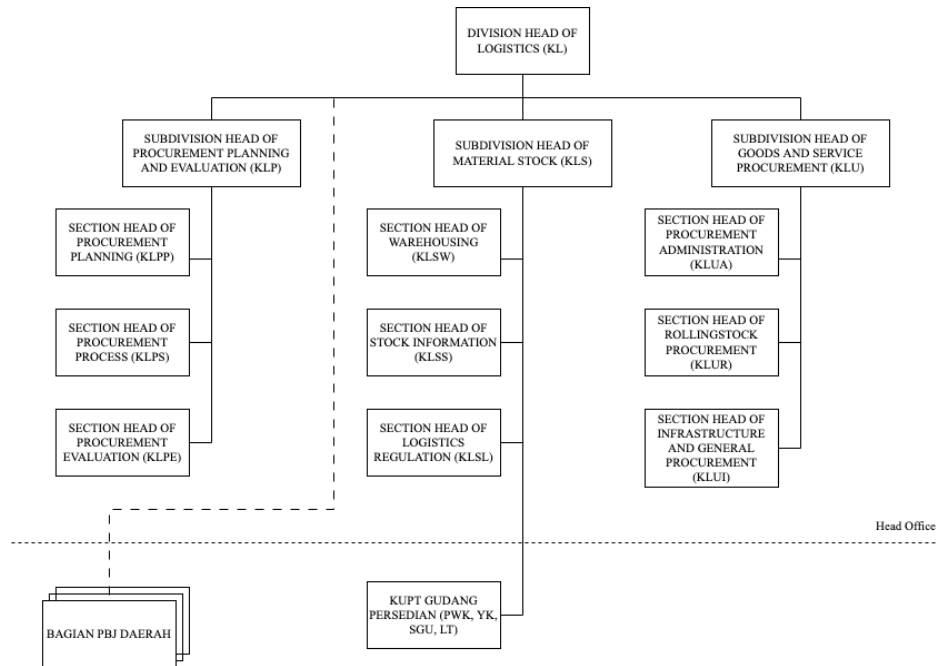 DIVISION HEAD OF
LOGISTICS (KL)
SUBDIVISION HEAD OF
PROCUREMENT PLANNING
AND EVALUATION (KLP)
SUBDIVISION HEAD OF
MATERIAL STOCK (KLS)
SUBDIVISION HEAD OF
GOODS AND SERVICE
PROCUREMENT (KLU)
SECTION HEAD OF
PROCUREMENT
PLANNING (KLPP)
SECTION HEAD OF
WAREHOUSING
(KLSW)
SECTION HEAD OF
PROCUREMENT
ADMINISTRATION
(KLUA)
SECTION HEAD OF
PROCUREMENT
PROCESS (KLPS)
SECTION HEAD OF
STOCK INFORMATION
(KLSS)
SECTION HEAD OF
ROLLINGSTOCK
PROCUREMENT
(KLUR)
SECTION HEAD OF
PROCUREMENT
EVALUATION (KLPE)
SECTION HEAD OF
LOGISTICS
REGULATION (KLSL)
SECTION HEAD OF
INFRASTRUCTURE
AND GENERAL
PROCUREMENT
(KLUI)
Head Office
BAGIAN PBJ DAERAH
KUPT GUDANG
PERSEDIAN (PWK, YK,
SGU, LT)